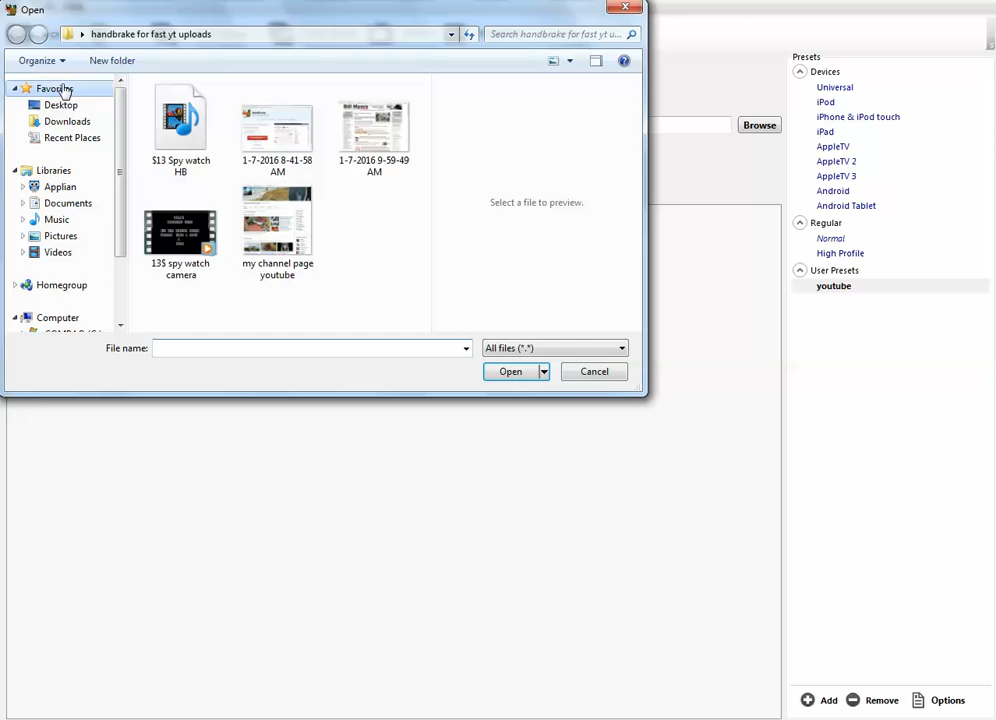 Open
handbrake for fast yt uploads
Search handbrake for fast yt u...
Organize
New folder
Favorites
Desktop
Downloads
Recent Places
Libraries
Applian
Documents
Music
Pictures
Videos
Homegroup
Computer
$13 Spy watch
HB
1-7-2016 8-41-58
AM
1-7-2016 9-59-49
AM
13$ spy watch
camera
my channel page
youtube
Select a file to preview.
File name:
All files (*.*)
Open
Cancel
Browse
Presets
Devices
Universal
iPod
iPhone & iPod touch
iPad
AppleTV
AppleTV 2
AppleTV 3
Android
Android Tablet
Regular
Normal
High Profile
User Presets
youtube
Add
Remove
Options